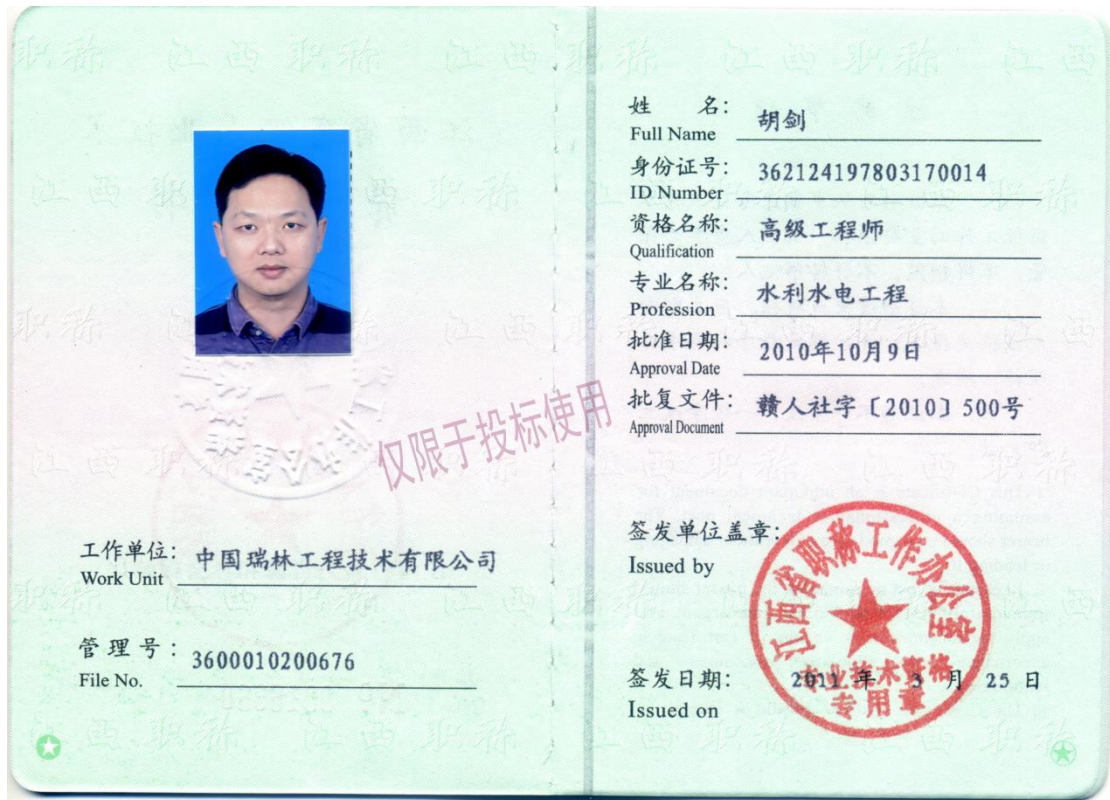 工作单位：中国瑞林工程技术有限公司
Work Unit
管理号：3600010200676
File No.
仅限于投标使用
姓 名：胡剑
Full Name
身份证号：362124197803170014
ID Number
资格名称：高级工程师
Qualification
专业名称：水利水电工程
Profession
批准日期：2010年10月9日
Approval Date
批复文件：赣人社字〔2010〕500号
Approval Document
签发单位盖章：
Issued by
江西省职称工作办公室
专业技术资格
专用章
签发日期：2011 年 3 月 25 日
Issued on
江西职称